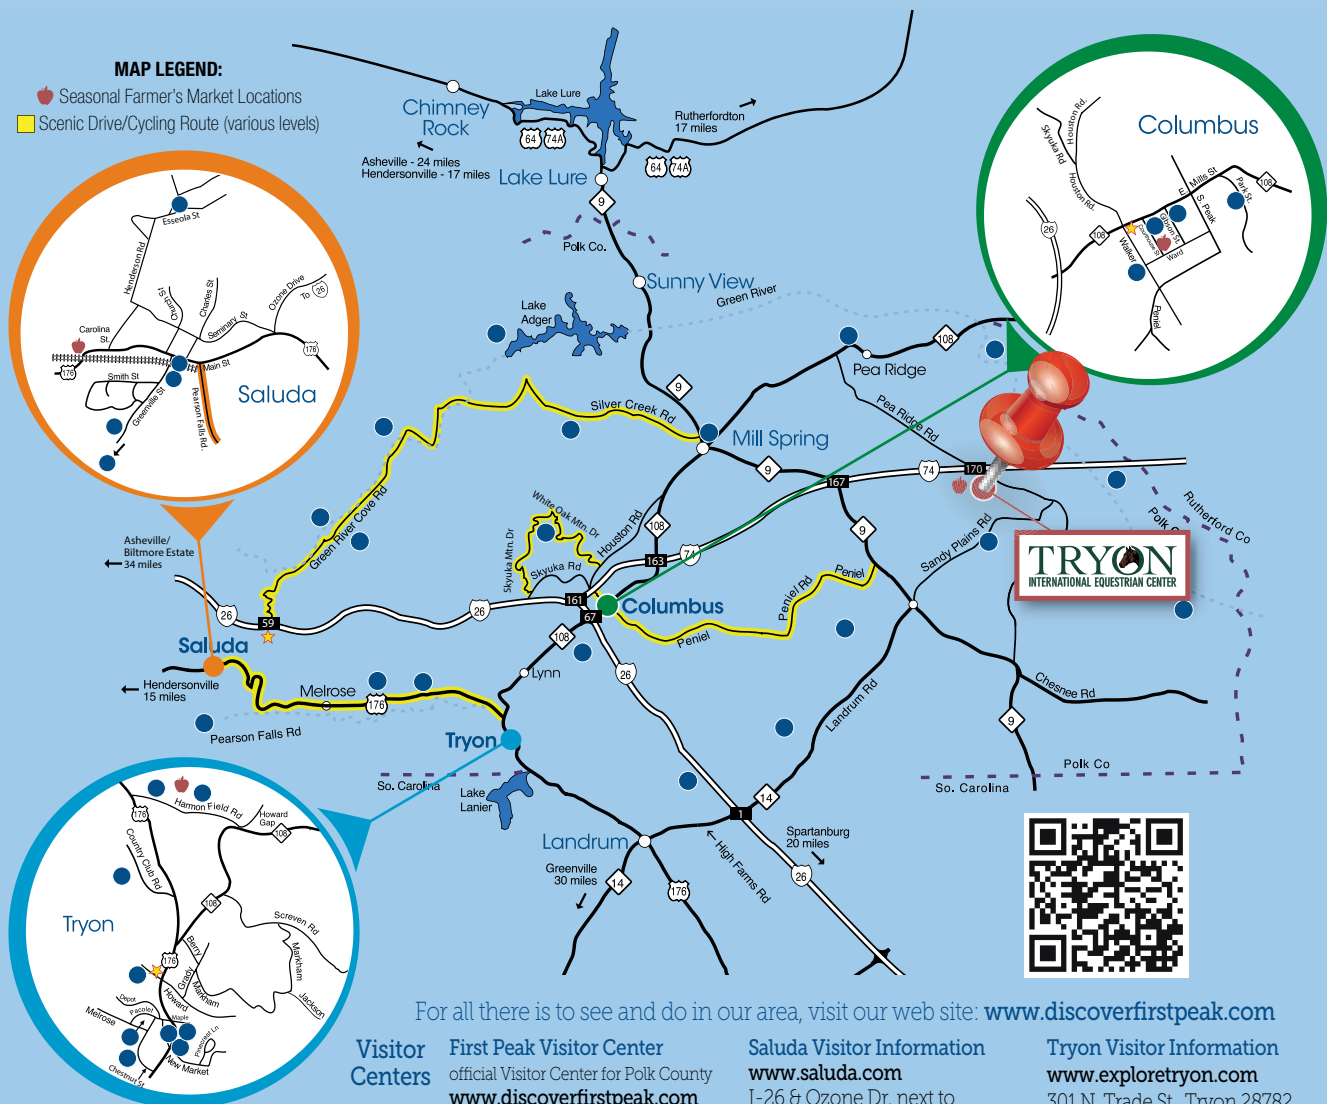 MAP LEGEND:
Seasonal Farmer's Market Locations
Scenic Drive/Cycling Route (various levels)
Chimney
Rock
Lake Lure
64
74A
Asheville - 24 miles
Hendersonville - 17 miles
Lake Lure
Rutherfordton
17 miles
64
74A
9
Polk Co.
Sunny View
Green River
Lake
Adger
9
Silver Creek Rd
Mill Spring
Pea Ridge
108
Pea Ridge Rd
9
167
74
170
9
Green River Cove Rd
White Oak Mtn. Dr
Skyuka Mtn. Dr
Skyuka Rd
Houston Rd
108
163
74
161
67
Columbus
Peniel
Peniel Rd
Peniel
Sandy Plains Rd
TRYON
INTERNATIONAL EQUESTRIAN CENTER
Rutherford Co
Polk C
Asheville/
Biltmore Estate
34 miles
26
59
26
Saluda
Hendersonville
15 miles
Melrose
176
Pearson Falls Rd
Lynn
108
26
Tryon
So. Carolina
Lake
Lanier
Landrum
Landrum Rd
Chesnee Rd
9
Polk Co
So. Carolina
14
1
Spartanburg
20 miles
High Farms Rd
26
Greenville
30 miles
14
176
Columbus
Skyuka Rd
Houston Rd.
Houston Rd.
26
108
E. Mills St
108
Park St.
S. Peak
Gibson St.
Courthouse St
Ward
Walker
Peniel
Esseola St
Henderson Rd
Church St
Charles St
Ozone Drive
To 26
Seminary St
Carolina
St.
176
176
Main St
Smith St
Greenville St
Pearson Falls Rd.
Saluda
176
Harmon Field Rd
Howard
Gap
108
Country Club Rd
108
Screven Rd
Tryon
Berry
Markham
176
Grady
Markham
Howard
Jackson
Depot
Pacolet
Melrose
Maple
Pinecrest Ln
New Market
Chestnut St
For all there is to see and do in our area, visit our web site: www.discoverfirstpeak.com
Visitor
Centers
First Peak Visitor Center
official Visitor Center for Polk County
www.discoverfirstpeak.com
Saluda Visitor Information
www.saluda.com
I-26 & Ozone Dr, next to
Tryon Visitor Information
www.exploretryon.com
301 N. Trade St., Tryon 28782